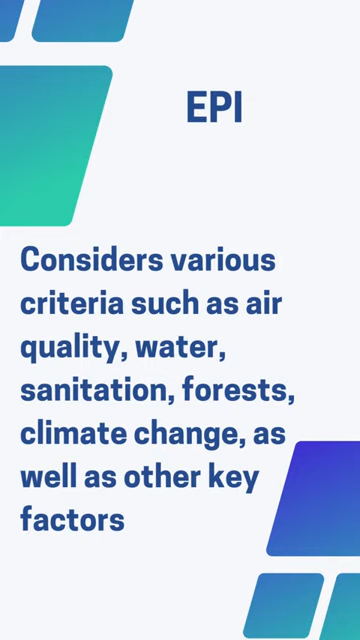 EPI
Considers various
criteria such as air
quality, water,
sanitation, forests,
climate change, as
well as other key
factors